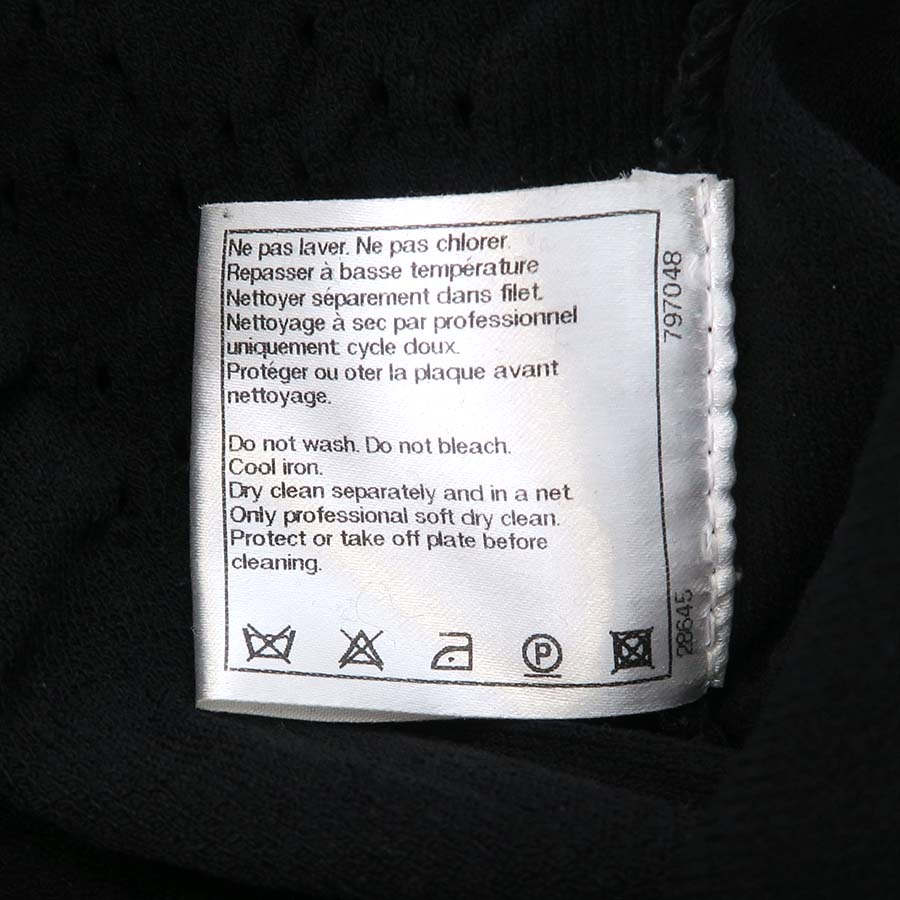 Ne pas laver. Ne pas chlorer.
Repasser à basse température
Nettoyer séparement dans filet.
Nettoyage à sec par professionnel
uniquement cycle doux.
Protéger ou oter la plaque avant
nettoyage.
Do not wash. Do not bleach.
Cool iron.
Dry clean separately and in a net.
Only professional soft dry clean.
Protect or take off plate before
cleaning.
P
797048
28645